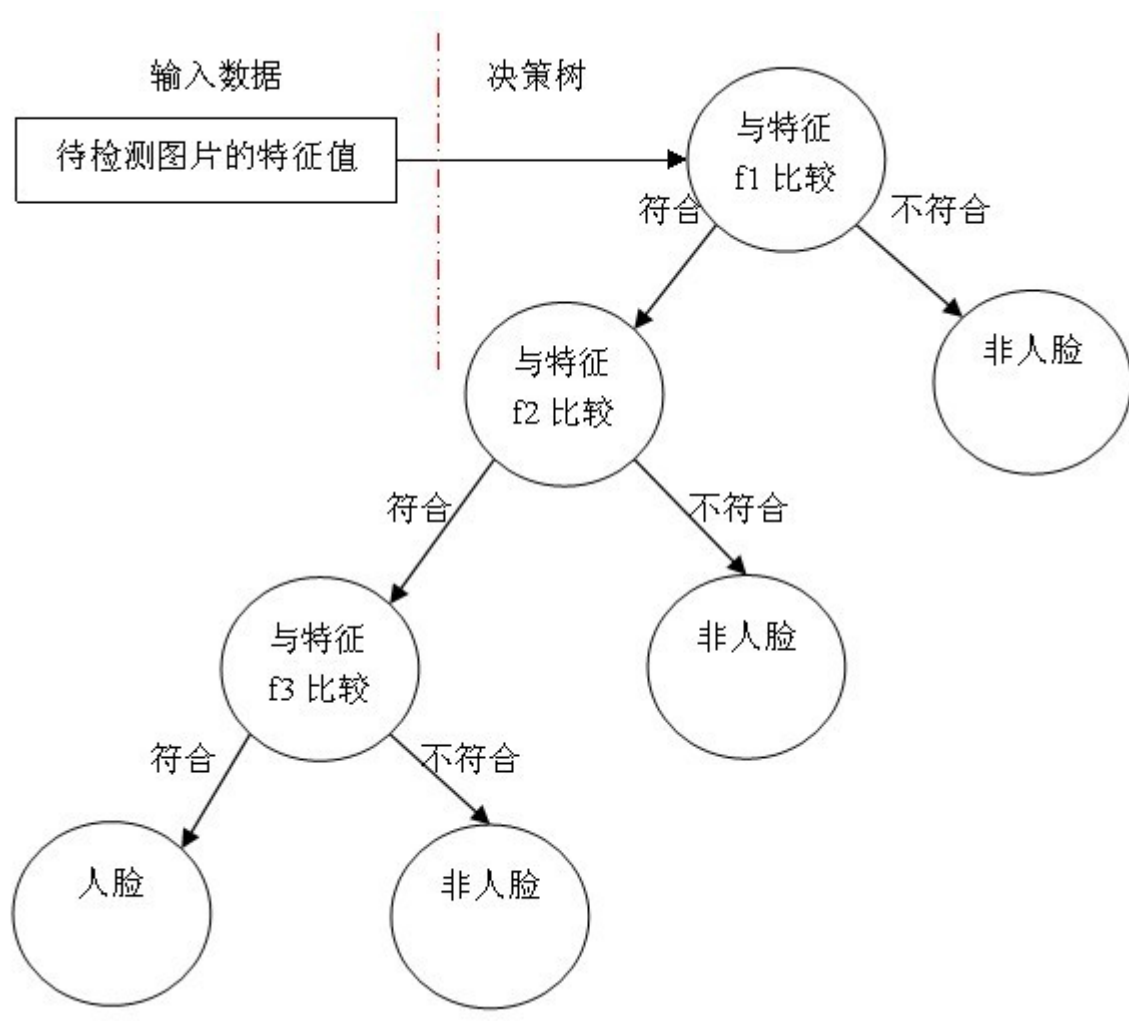 输入数据
决策树
待检测图片的特征值
与特征
f1 比较
符合
不符合
非人脸
与特征
f2 比较
符合
不符合
非人脸
与特征
f3 比较
符合
不符合
人脸
非人脸